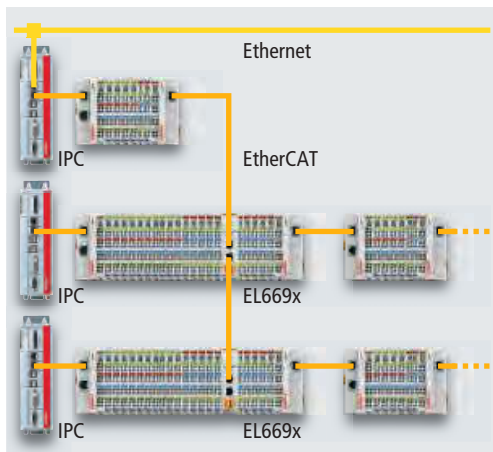 Ethernet
IPC
EtherCAT
IPC
EL669x
IPC
EL669x